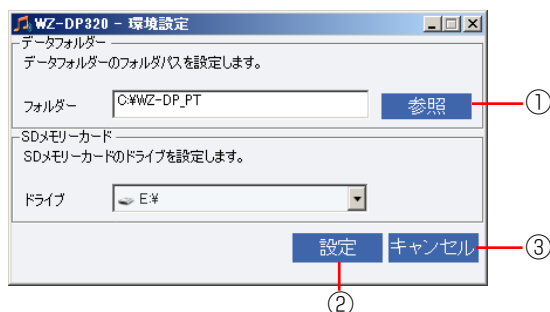 WZ-DP320 - 環境設定
データフォルダー
データフォルダーのフォルダパスを設定します。
フォルダー C:¥WZ-DP_PT 参照 ①
SDメモリーカード
SDメモリーカードのドライブを設定します。
ドライブ E:¥
設定 キャンセル ③
②